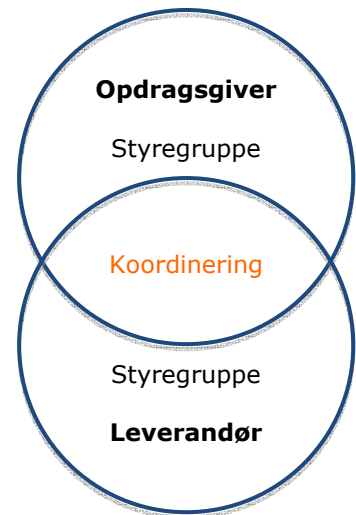 Opdragsgiver
Styregruppe
Koordinering
Styregruppe
Leverandør